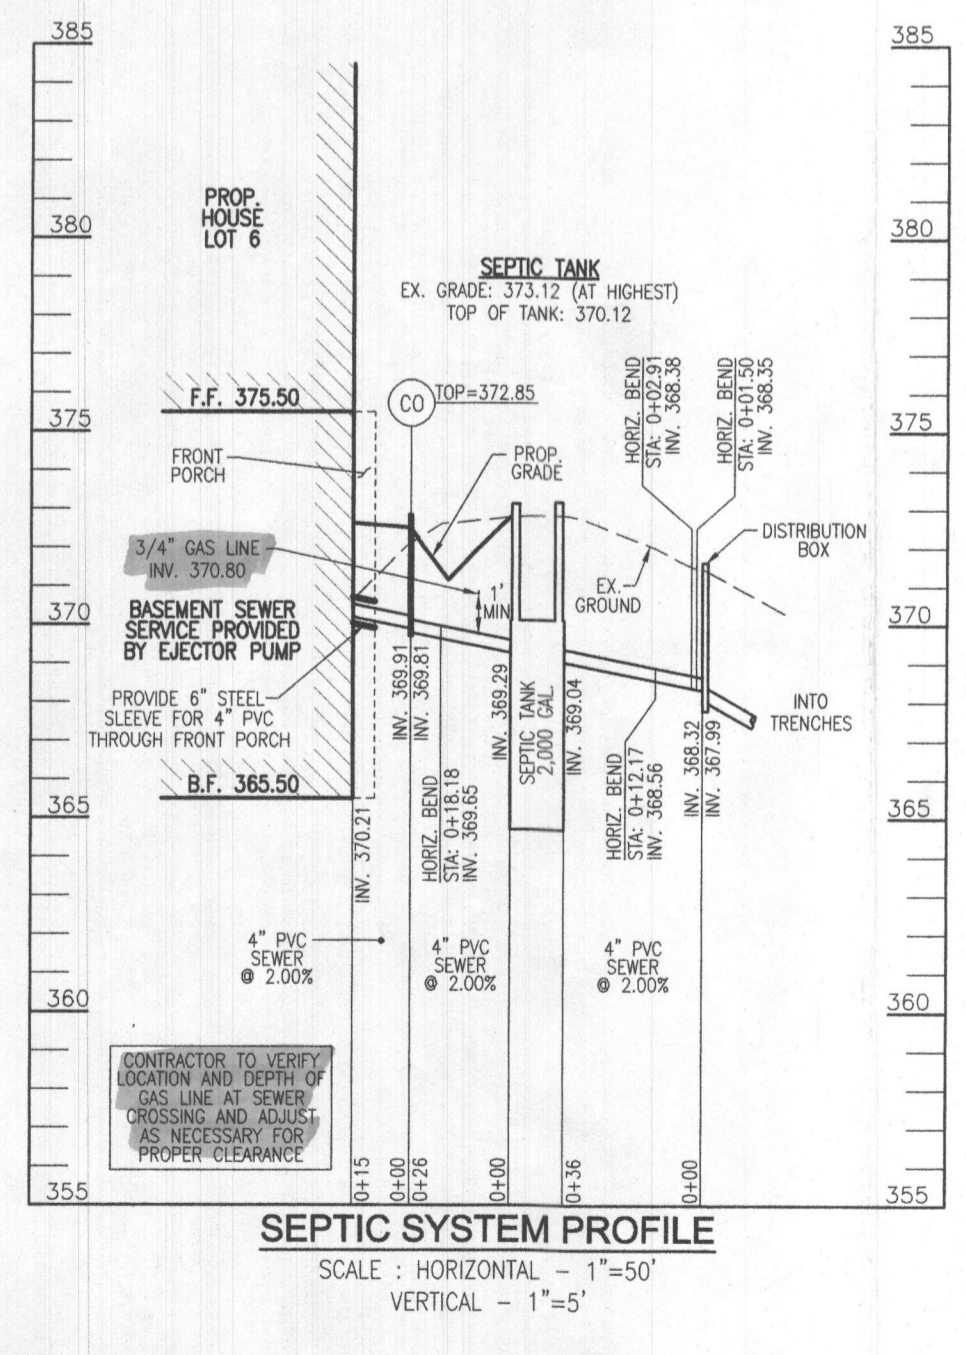 385
385
PROP.
HOUSE
LOT 6
380
380
SEPTIC TANK
EX. GRADE: 373.12 (AT HIGHEST)
TOP OF TANK: 370.12
HORIZ. BEND
STA: 0+02.91
INV. 368.38
HORIZ. BEND
STA: 0+01.50
INV. 368.35
F.F. 375.50
CO
TOP=372.85
375
375
FRONT
PORCH
PROP.
GRADE
DISTRIBUTION
BOX
3/4" GAS LINE
INV. 370.80
1'
MIN
EX.
GROUND
370
370
BASEMENT SEWER
SERVICE PROVIDED
BY EJECTOR PUMP
PROVIDE 6" STEEL
SLEEVE FOR 4" PVC
THROUGH FRONT PORCH
INV. 369.91
INV. 369.81
INV. 369.29
SEPTIC TANK
2,000 GAL.
INV. 369.04
INV. 368.32
INV. 367.99
INTO
TRENCHES
B.F. 365.50
HORIZ. BEND
STA: 0+18.18
INV. 369.65
HORIZ. BEND
STA: 0+12.17
INV. 368.56
365
365
INV. 370.21
4" PVC
SEWER
@ 2.00%
4" PVC
SEWER
@ 2.00%
4" PVC
SEWER
@ 2.00%
360
360
CONTRACTOR TO VERIFY
LOCATION AND DEPTH OF
GAS LINE AT SEWER
CROSSING AND ADJUST
AS NECESSARY FOR
PROPER CLEARANCE
0+15
0+00
0+26
0+00
0+36
0+00
355
355
SEPTIC SYSTEM PROFILE
SCALE : HORIZONTAL - 1"=50'
VERTICAL - 1"=5'